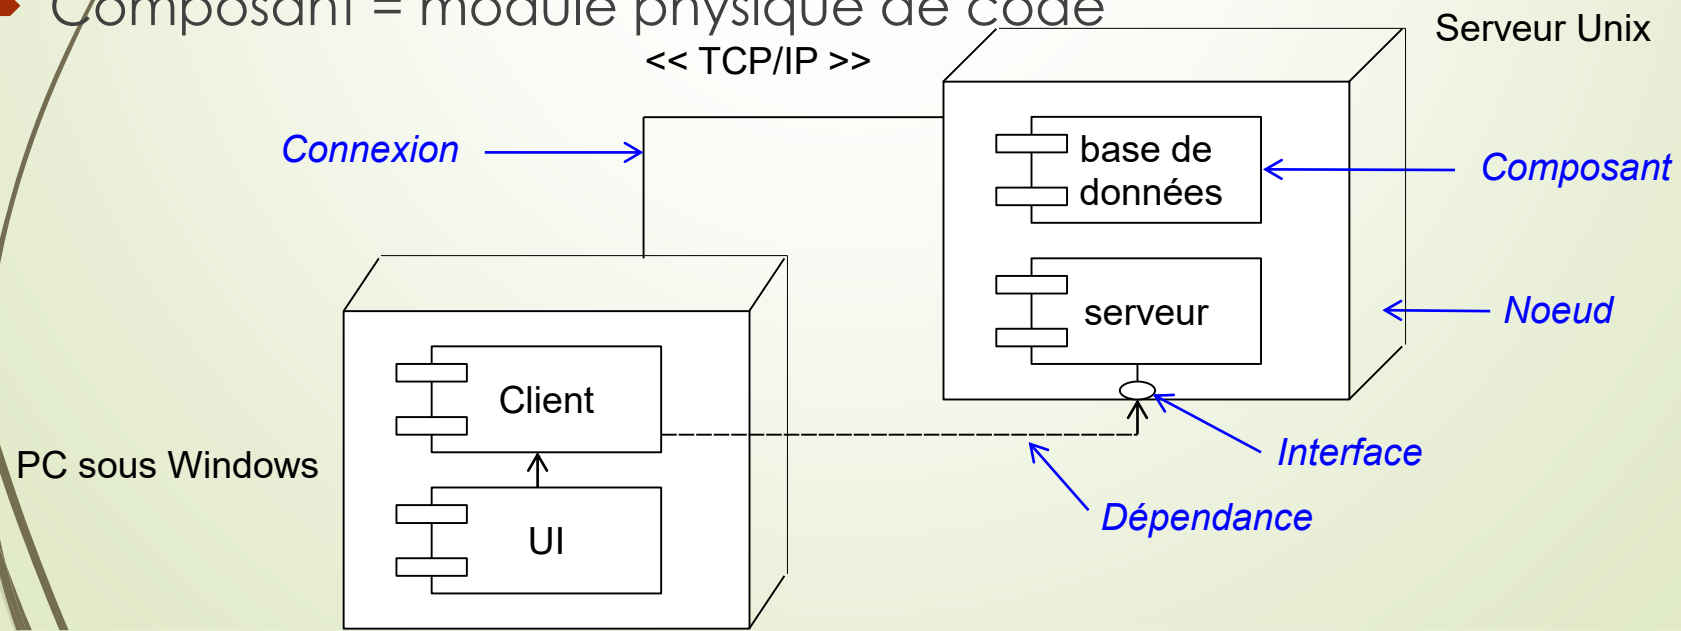 Composant = module physique de code
Serveur Unix
<< TCP/IP >>
Connexion
base de
données
Composant
serveur
Noeud
Client
PC sous Windows
Interface
Dépendance
UI